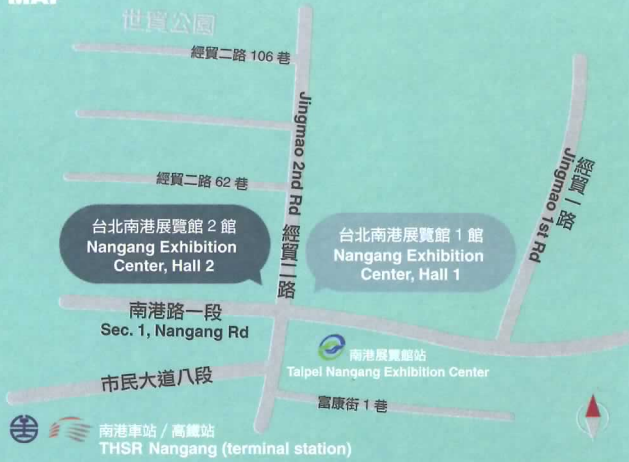 MAP
世貿公園
經貿二路 106 巷
Jingmao 2nd Rd 經貿二路
經貿一路
Jingmao 1st Rd
經貿二路 62 巷
台北南港展覽館 2 館
Nangang Exhibition
Center, Hall 2
台北南港展覽館 1 館
Nangang Exhibition
Center, Hall 1
南港路一段
Sec. 1, Nangang Rd
南港展覽館站
Taipei Nangang Exhibition Center
市民大道八段
富康街 1 巷
南港車站 / 高鐵站
THSR Nangang (terminal station)